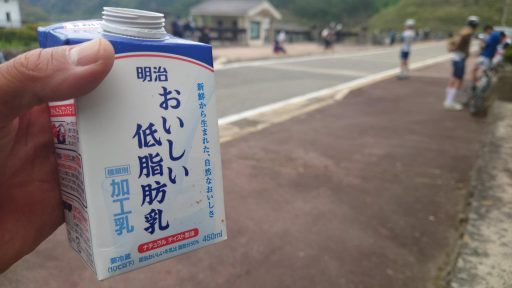 明治
おいしい
低脂肪乳
新鮮から生まれた、自然なおいしさ
種類別
加工乳
ナチュラル テイスト製法
450ml
要冷蔵
(10℃以下)